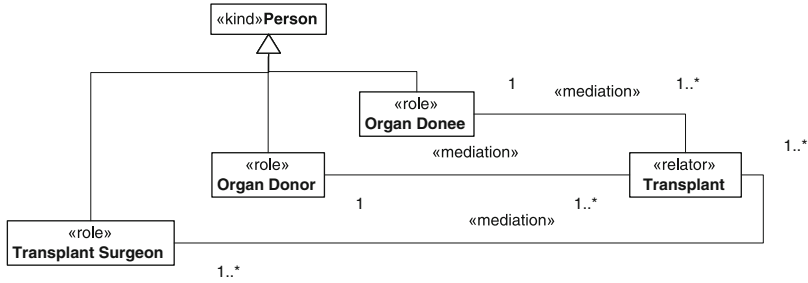 «kind»Person
1
1..*
«mediation»
«role»
Organ Donee
1..*
«mediation»
«role»
Organ Donor
«relator»
Transplant
1
1..*
«mediation»
«role»
Transplant Surgeon
1..*